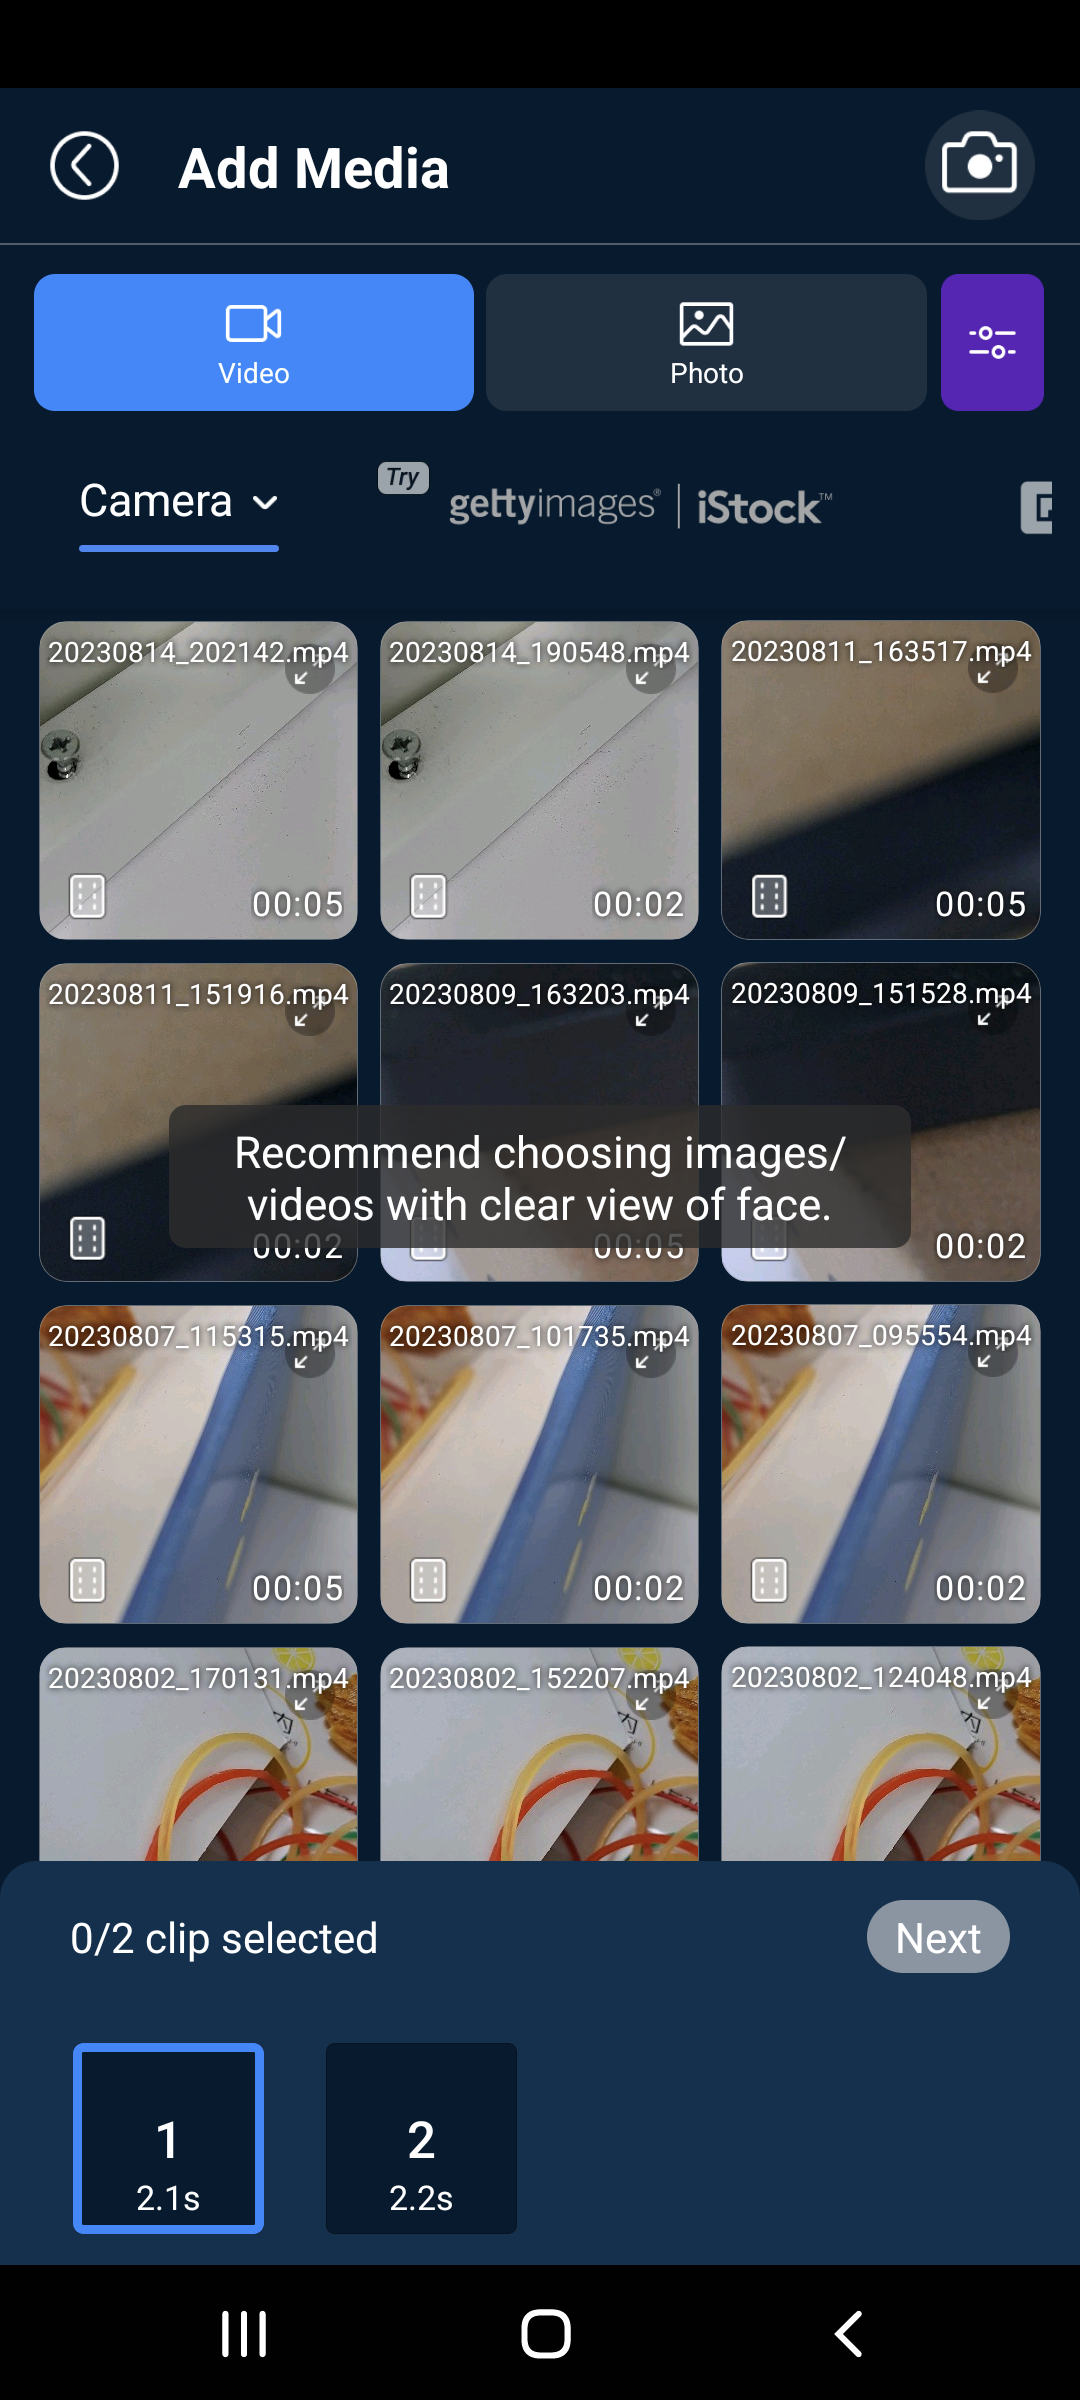 Add Media
Video
Photo
Camera
Try
gettyimages®
iStock™
20230814_202142.mp4
20230814_190548.mp4
20230811_163517.mp4
00:05
00:02
00:05
20230811_151916.mp4
20230809_163203.mp4
20230809_151528.mp4
Recommend choosing images/
videos with clear view of face.
00:02
00:05
00:02
20230807_115315.mp4
20230807_101735.mp4
20230807_095554.mp4
00:05
00:02
00:02
20230802_170131.mp4
20230802_152207.mp4
20230802_124048.mp4
0/2 clip selected
Next
1
2.1s
2
2.2s